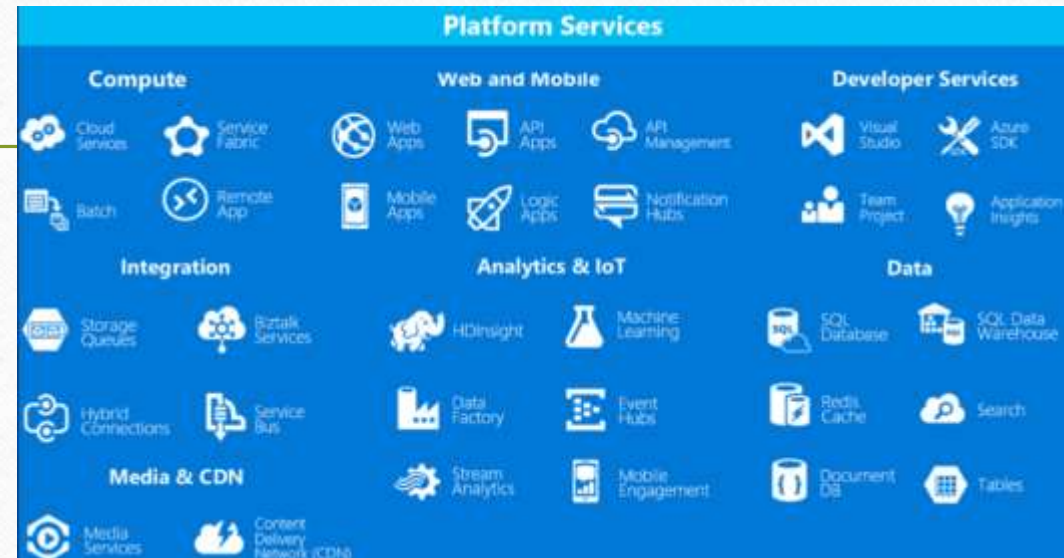 Platform Services
Compute
Cloud
Services
Service
Fabric
Batch
Remote
App
Web and Mobile
Web
Apps
API
Apps
API
Management
Mobile
Apps
Logic
Apps
Notification
Hubs
Developer Services
Visual
Studio
Azure
SDK
Team
Project
Application
Insights
Integration
Storage
Queues
Biztalk
Services
Hybrid
Connections
Service
Bus
Analytics & IoT
HDInsight
Machine
Learning
Data
Factory
Event
Hubs
Stream
Analytics
Mobile
Engagement
Data
SQL
SQL
Database
SQL Data
Warehouse
Redis
Cache
Search
Document
DB
Tables
Media & CDN
Media
Services
Content
Delivery
Network (CDN)